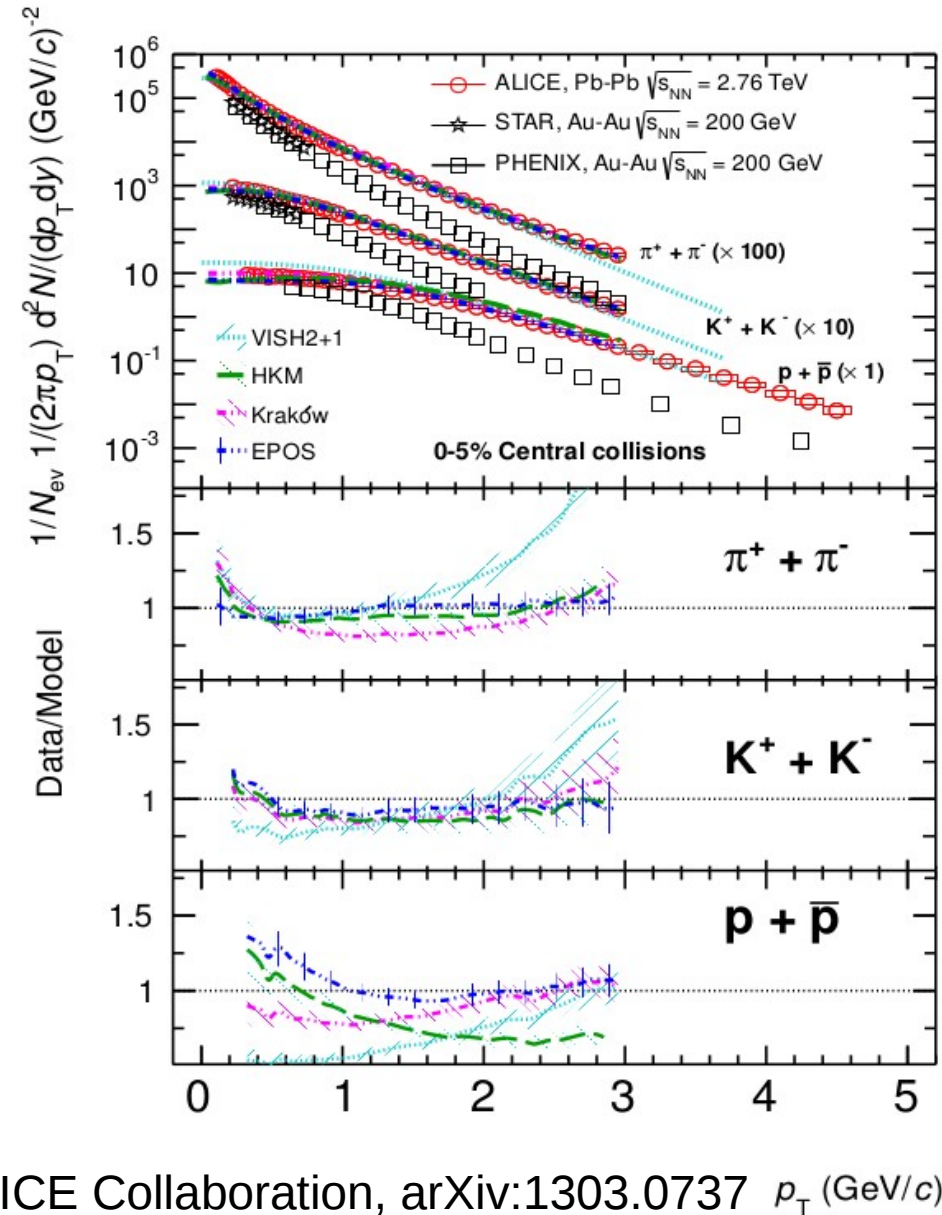 1/N_ev 1/(2πp_T) d²N/(dp_Tdy) (GeV/c)⁻²
10⁶
10⁵
10³
10
10⁻¹
10⁻³
ALICE, Pb-Pb √s_NN = 2.76 TeV
STAR, Au-Au √s_NN = 200 GeV
PHENIX, Au-Au √s_NN = 200 GeV
π⁺ + π⁻ (× 100)
K⁺ + K⁻ (× 10)
p + p̅ (× 1)
VISH2+1
HKM
Kraków
EPOS
0-5% Central collisions
Data/Model
1.5
1
π⁺ + π⁻
1.5
1
K⁺ + K⁻
1.5
1
p + p̅
0 1 2 3 4 5
ICE Collaboration, arXiv:1303.0737 p_T (GeV/c)